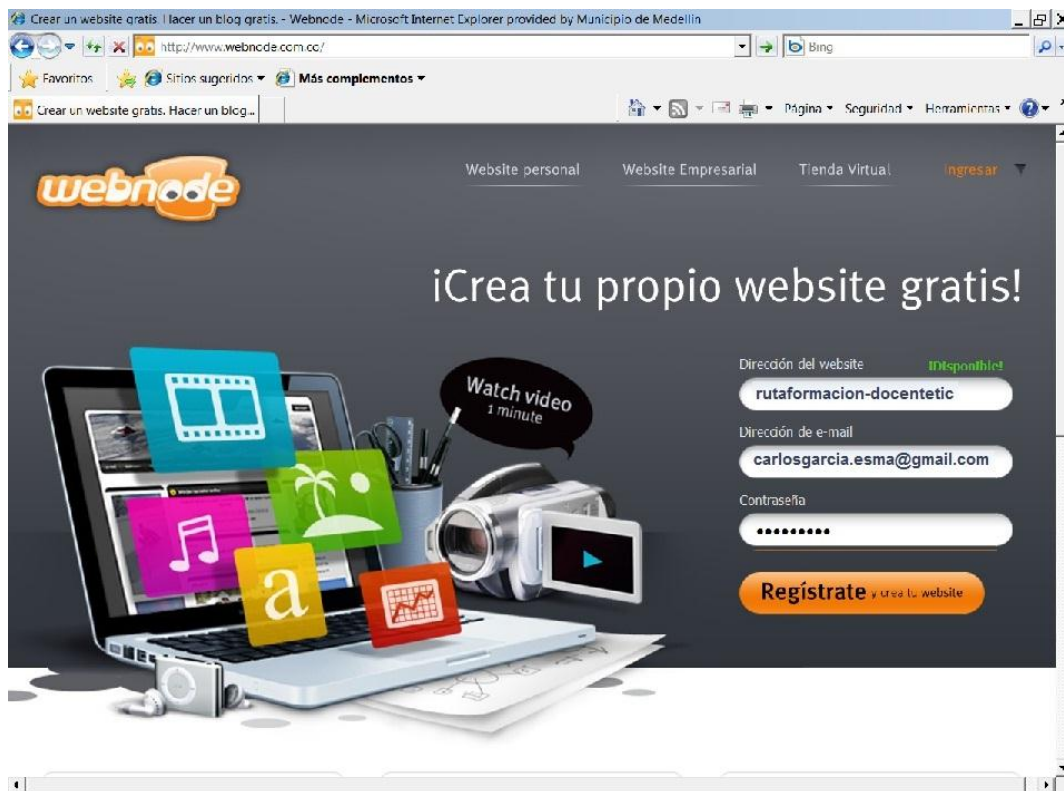 Crear un website gratis. Hacer un blog gratis. - Webnode - Microsoft Internet Explorer provided by Municipio de Medellin
http://www.webnode.com.co/
Bing
Favoritos
Sitios sugeridos
Más complementos
Crear un website gratis. Hacer un blog...
Página
Seguridad
Herramientas
webnode
Website personal
Website Empresarial
Tienda Virtual
Ingresar
¡Crea tu propio website gratis!
Watch video
1 minute
Dirección del website
!Disponible!
rutaformacion-docentetic
Dirección de e-mail
carlosgarcia.esma@gmail.com
Contraseña
•••••••••
Regístrate y crea tu website
a